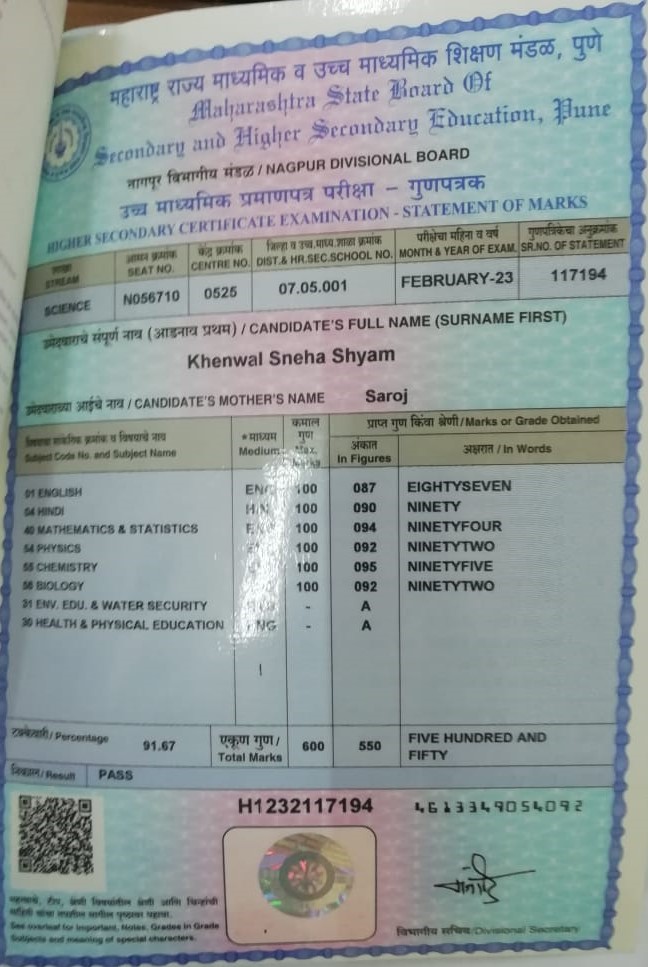 महाराष्ट्र राज्य माध्यमिक व उच्च माध्यमिक शिक्षण मंडळ, पुणे
Maharashtra State Board Of
Secondary and Higher Secondary Education, Pune
नागपूर विभागीय मंडळ / NAGPUR DIVISIONAL BOARD
उच्च माध्यमिक प्रमाणपत्र परीक्षा - गुणपत्रक
HIGHER SECONDARY CERTIFICATE EXAMINATION - STATEMENT OF MARKS
शाखा आसन क्रमांक केंद्र क्रमांक जिल्हा व उच्च.माध्य.शाळा क्रमांक परीक्षेचा महिना व वर्ष गुणपत्रिकेचा अनुक्रमांक
STREAM SEAT NO. CENTRE NO. DIST.& HR.SEC.SCHOOL NO. MONTH & YEAR OF EXAM. SR.NO. OF STATEMENT
SCIENCE N056710 0525 07.05.001 FEBRUARY-23 117194
उमेदवाराचे संपूर्ण नाव (आडनाव प्रथम) / CANDIDATE'S FULL NAME (SURNAME FIRST)
Khenwal Sneha Shyam
उमेदवाराच्या आईचे नाव / CANDIDATE'S MOTHER'S NAME Saroj
विषयाचा सांकेतिक क्रमांक व विषयाचे नाव *माध्यम कमाल गुण प्राप्त गुण किंवा श्रेणी/Marks or Grade Obtained
Subject Code No. and Subject Name Medium Max. अंकात अक्षरात / In Words
In Figures
01 ENGLISH ENG 100 087 EIGHTYSEVEN
04 HINDI 100 090 NINETY
40 MATHEMATICS & STATISTICS 100 094 NINETYFOUR
54 PHYSICS 100 092 NINETYTWO
55 CHEMISTRY 100 095 NINETYFIVE
56 BIOLOGY 100 092 NINETYTWO
31 ENV. EDU. & WATER SECURITY - A
30 HEALTH & PHYSICAL EDUCATION ENG - A
टक्केवारी/ Percentage 91.67 एकूण गुण/ Total Marks 600 550 FIVE HUNDRED AND
FIFTY
निकाल/ Result PASS
H1232117194 4613349054092
महत्वाचे, टीप, श्रेणी विषयांतील श्रेणी आणि चिन्हांची
माहिती यांचा तपशील मागील पृष्ठावर पहावा.
See overleaf for Important, Notes, Grades in Grade
Subjects and meaning of special characters.
विभागीय सचिव/Divisional Secretary